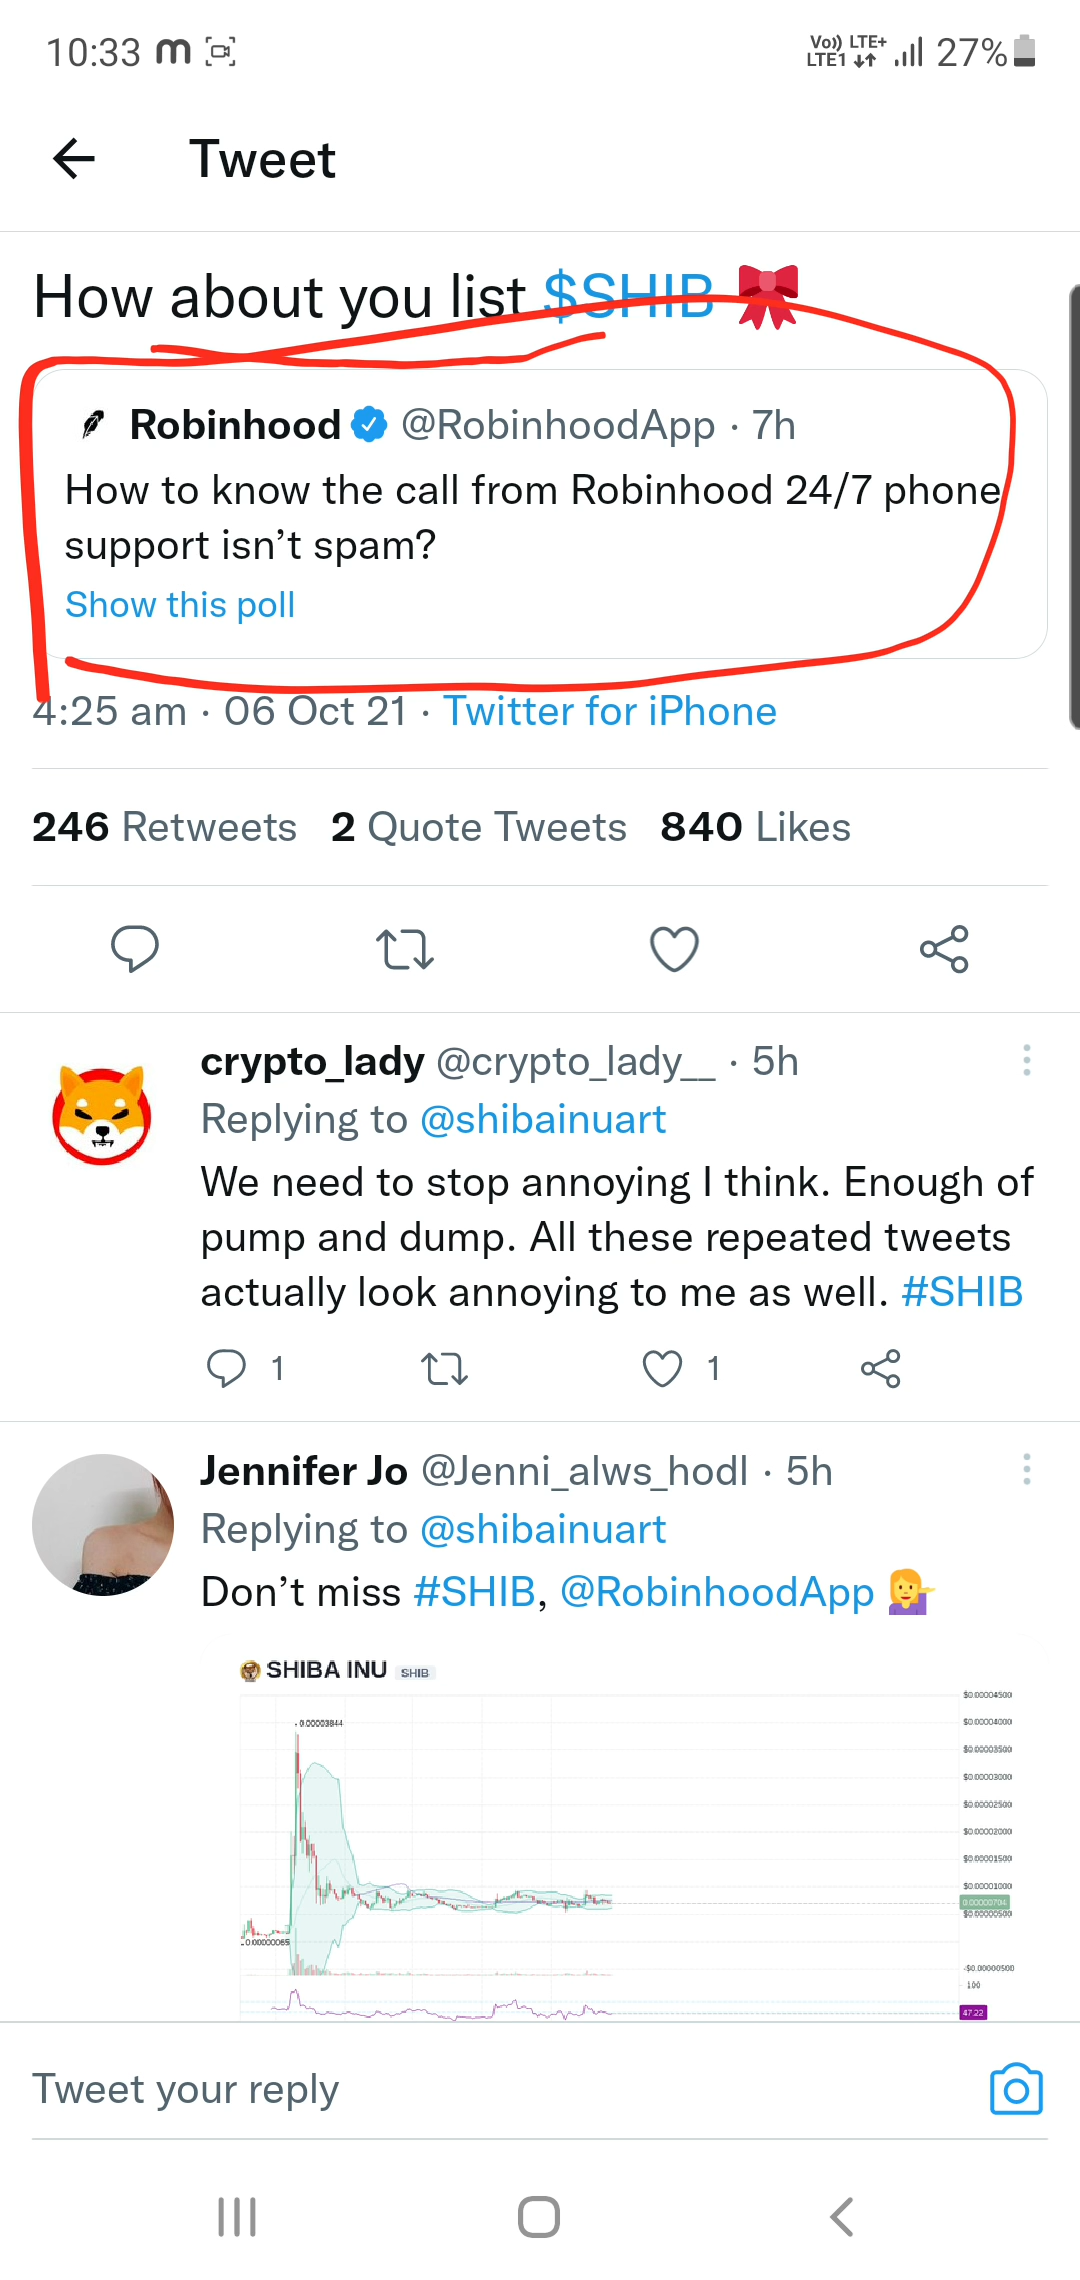 10:33 m Vo)) LTE+ LTE1 27%
Tweet
How about you list $SHIB 🎀
Robinhood @RobinhoodApp · 7h
How to know the call from Robinhood 24/7 phone
support isn’t spam?
Show this poll
4:25 am · 06 Oct 21 · Twitter for iPhone
246 Retweets 2 Quote Tweets 840 Likes
crypto_lady @crypto_lady__ · 5h
Replying to @shibainuart
We need to stop annoying I think. Enough of
pump and dump. All these repeated tweets
actually look annoying to me as well. #SHIB
1 1
Jennifer Jo @Jenni_alws_hodl · 5h
Replying to @shibainuart
Don’t miss #SHIB, @RobinhoodApp 💁‍♀️
SHIBA INU SHIB
$0.00004500
0.00003844
$0.00004000
$0.00003500
$0.00003000
$0.00002500
$0.00002000
$0.00001500
$0.00001000
0.00000704
$0.00000500
-$0.00000500
100
47.22
Tweet your reply